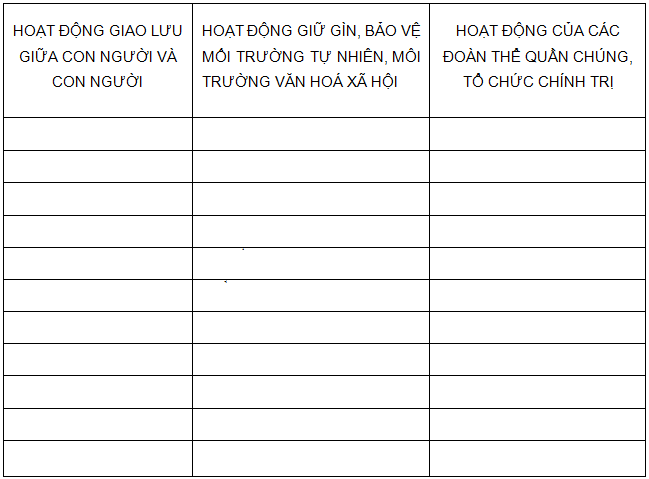 HOẠT ĐỘNG GIAO LƯU
GIỮA CON NGƯỜI VÀ
CON NGƯỜI
HOẠT ĐỘNG GIỮ GÌN, BẢO VỆ
MÔI TRƯỜNG TỰ NHIÊN, MÔI
TRƯỜNG VĂN HOÁ XÃ HỘI
HOẠT ĐỘNG CỦA CÁC
ĐOÀN THỂ QUẦN CHÚNG,
TỔ CHỨC CHÍNH TRỊ